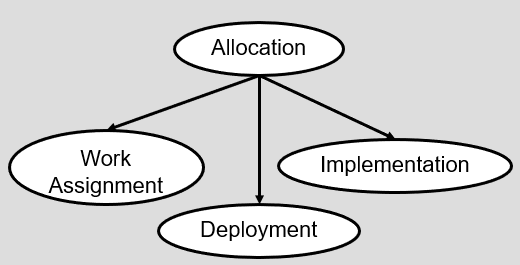 Allocation
Work
Assignment
Implementation
Deployment